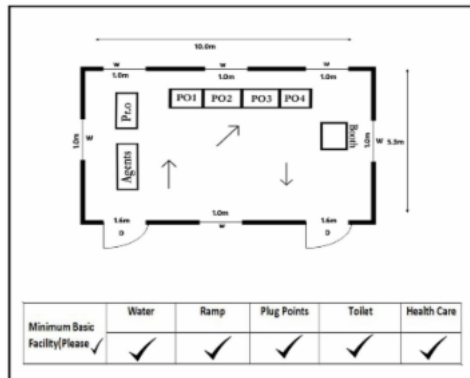 10.0m
W W W
1.0m 1.0m 1.0m
PO1 PO2 PO3 PO4
PLO
Booth
1.0m W
1.0m W
5.3m
Agents
1.6m 1.0m 1.6m
D W D
Water Ramp Plug Points Toilet Health Care
Minimum Basic
Facility(Please ✓ ✓ ✓ ✓ ✓ ✓